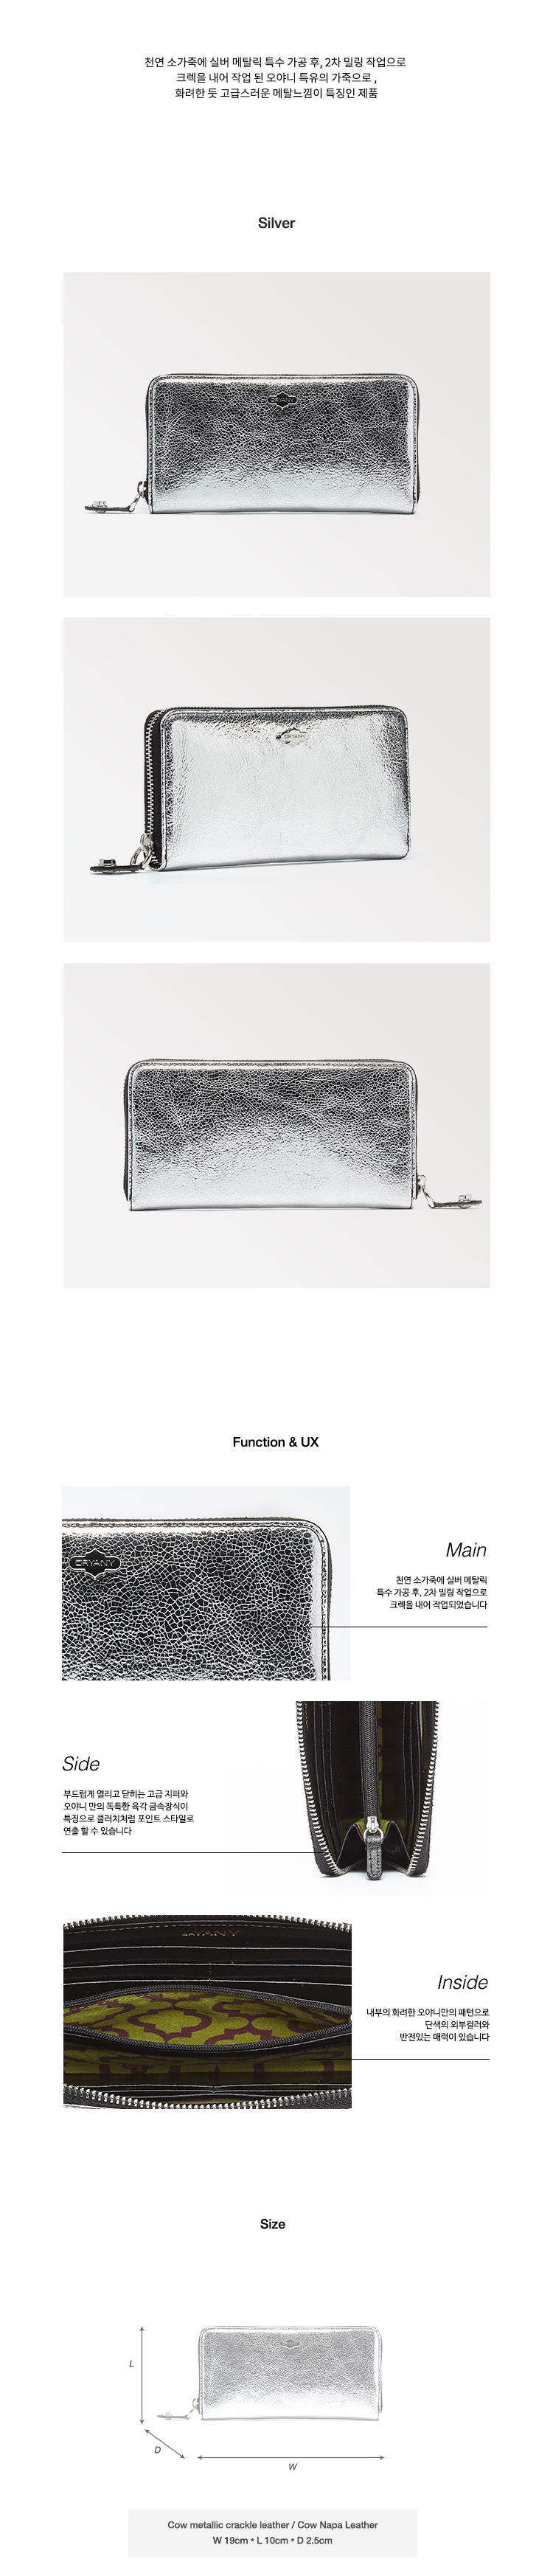 천연 소가죽에 실버 메탈릭 특수 가공 후, 2차 밀링 작업으로
크렉을 내어 작업 된 오야니 특유의 가죽으로 ,
화려한 듯 고급스러운 메탈느낌이 특징인 제품
Silver
ORYANY
ORYANY
Function & UX
ORYANY
Main
천연 소가죽에 실버 메탈릭
특수 가공 후, 2차 밀링 작업으로
크렉을 내어 작업되었습니다
Side
부드럽게 열리고 닫히는 고급 지퍼와
오야니 만의 독특한 육각 금속장식이
특징으로 클러치처럼 포인트 스타일로
연출 할 수 있습니다
Inside
내부의 화려한 오야니만의 패턴으로
단색의 외부컬러와
반전있는 매력이 있습니다
Size
L
D
W
Cow metallic crackle leather / Cow Napa Leather
W 19cm * L 10cm * D 2.5cm